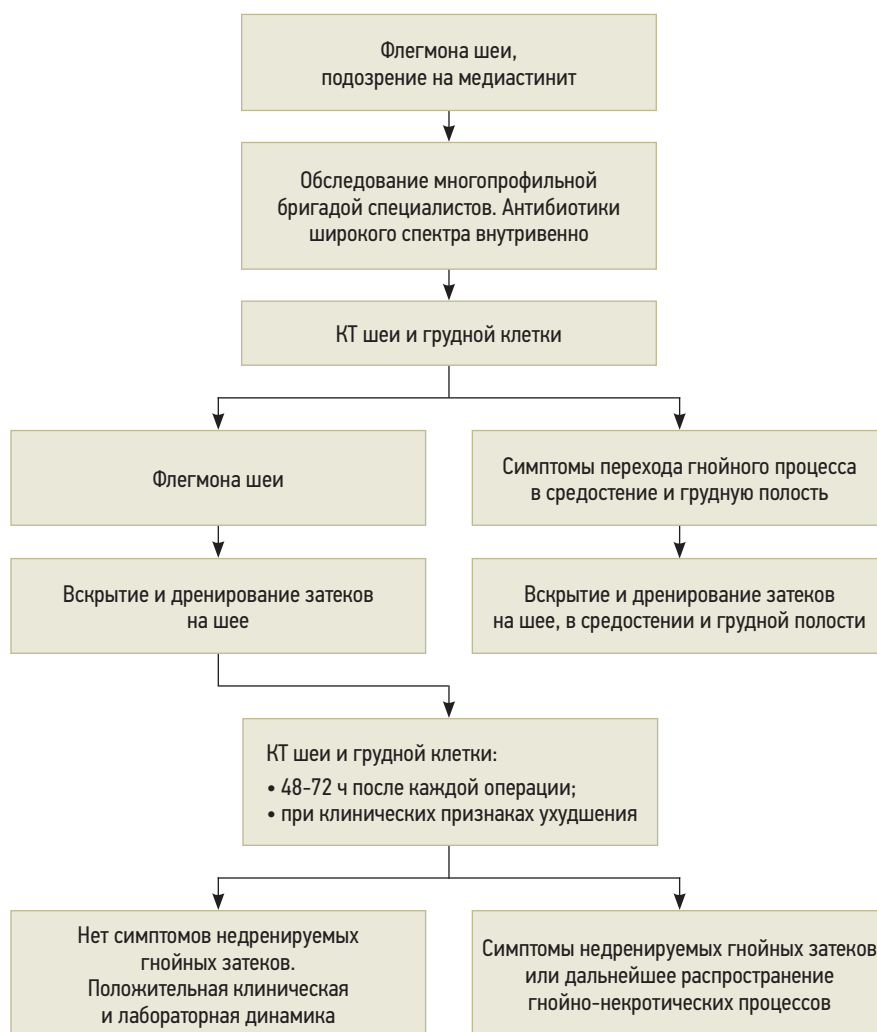 Флегмона шеи,
подозрение на медиастинит
Обследование многопрофильной
бригадой специалистов. Антибиотики
широкого спектра внутривенно
КТ шеи и грудной клетки
Флегмона шеи
Симптомы перехода гнойного процесса
в средостение и грудную полость
Вскрытие и дренирование затеков
на шее
Вскрытие и дренирование затеков
на шее, в средостении и грудной полости
КТ шеи и грудной клетки:
• 48-72 ч после каждой операции;
• при клинических признаках ухудшения
Нет симптомов недренируемых
гнойных затеков.
Положительная клиническая
и лабораторная динамика
Симптомы недренируемых гнойных затеков
или дальнейшее распространение
гнойно-некротических процессов